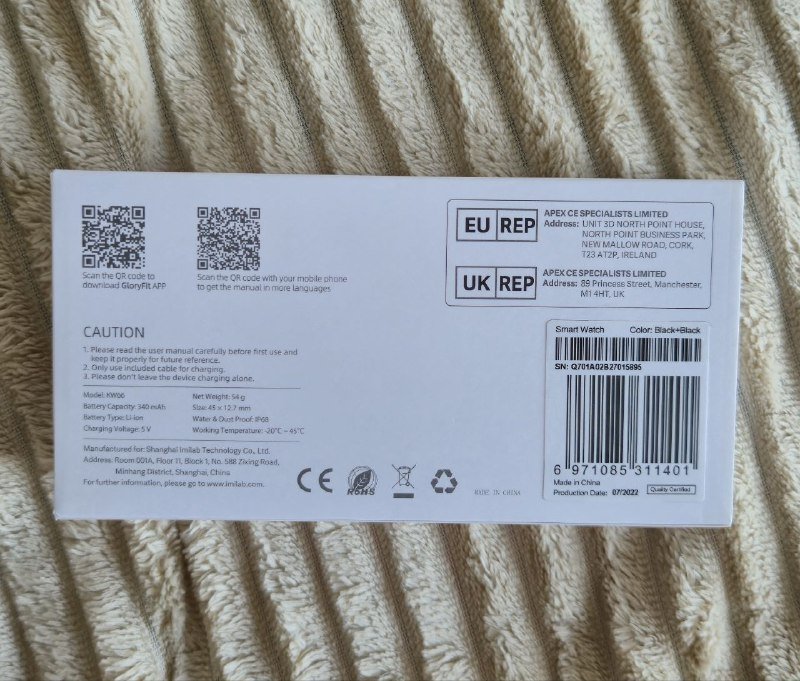 Scan the QR code to
download GloryFit APP
Scan the QR code with your mobile phone
to get the manual in more languages
EU REP
APEX CE SPECIALISTS LIMITED
Address: UNIT 3D NORTH POINT HOUSE,
NORTH POINT BUSINESS PARK,
NEW MALLOW ROAD, CORK,
T23 AT2P, IRELAND
UK REP
APEX CE SPECIALISTS LIMITED
Address: 89 Princess Street, Manchester,
M1 4HT, UK
CAUTION
1. Please read the user manual carefully before first use and
keep it properly for future reference.
2. Only use included cable for charging.
3. Please don't leave the device charging alone.
Model: KW66
Net Weight: 54 g
Battery Capacity: 340 mAh
Size: 45 × 12.7 mm
Battery Type: Li-ion
Water & Dust Proof: IP68
Charging Voltage: 5 V
Working Temperature: -20°C ~ 45°C
Manufactured for: Shanghai Imilab Technology Co., Ltd.
Address: Room 001A, Floor 11, Block 1, No. 588 Zixing Road,
Minhang District, Shanghai, China
For further information, please go to www.imilab.com.
CE
RoHS
MADE IN CHINA
Smart Watch Color: Black+Black
SN: Q701A02B27015895
6 971085 311401
Made in China
Production Date: 07/2022
Quality Certified